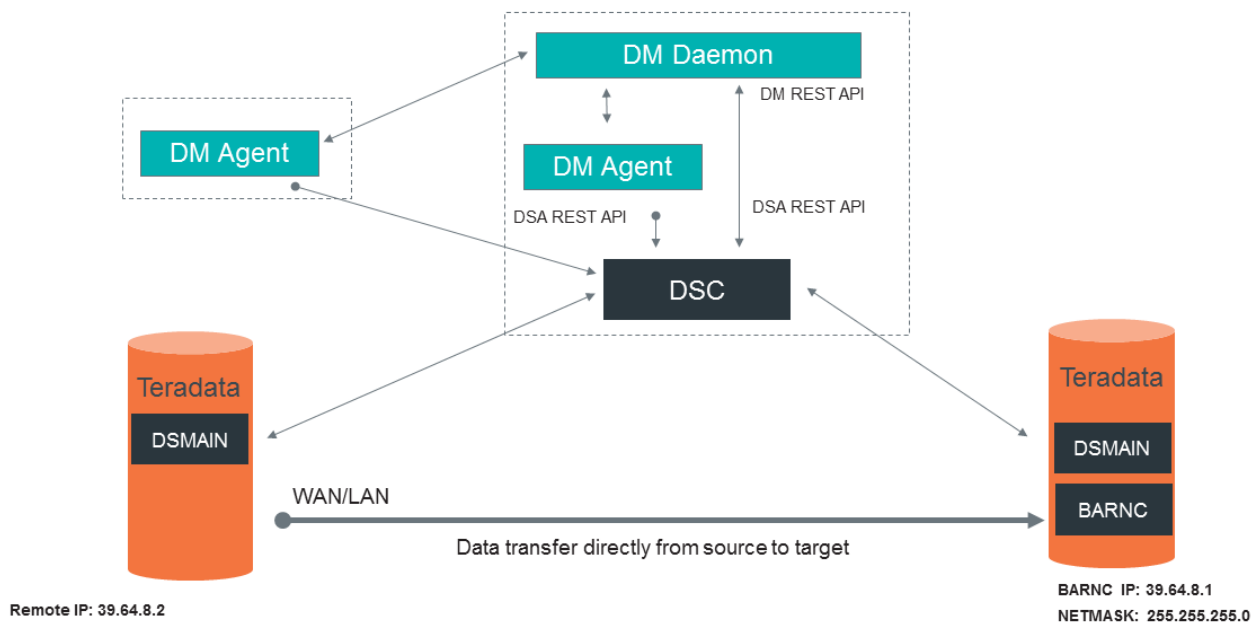 DM Daemon
DM REST API
DM Agent
DM Agent
DSA REST API
DSA REST API
DSC
Teradata
DSMAIN
Teradata
DSMAIN
BARNC
WAN/LAN
Data transfer directly from source to target
Remote IP: 39.64.8.2
BARNC IP: 39.64.8.1
NETMASK: 255.255.255.0